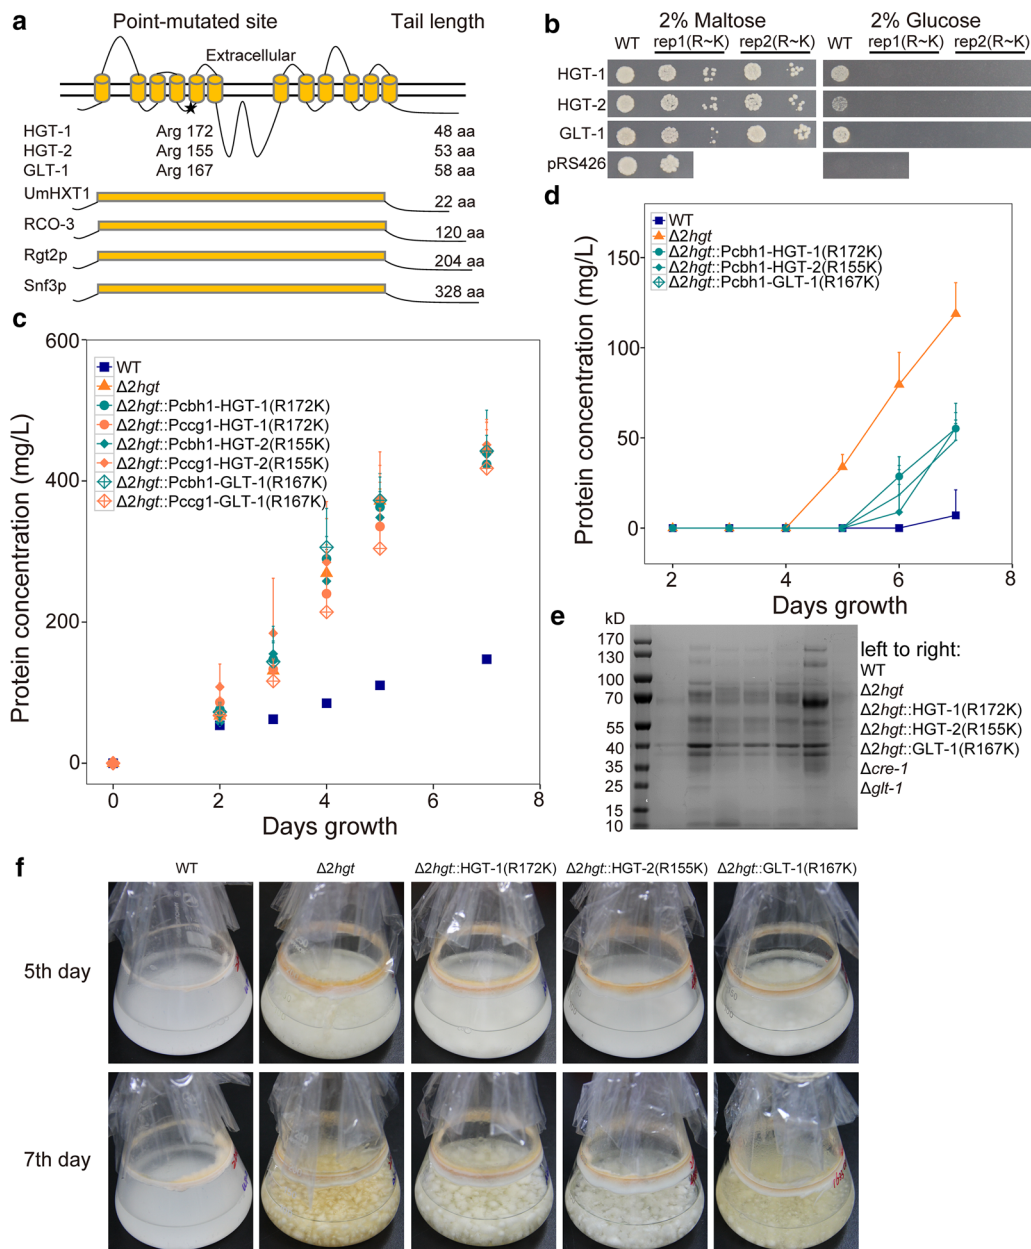 a
Point-mutated site
Tail length
Extracellular
HGT-1 Arg 172 48 aa
HGT-2 Arg 155 53 aa
GLT-1 Arg 167 58 aa
UmHXT1 22 aa
RCO-3 120 aa
Rgt2p 204 aa
Snf3p 328 aa
b
2% Maltose 2% Glucose
WT rep1(R~K) rep2(R~K) WT rep1(R~K) rep2(R~K)
HGT-1
HGT-2
GLT-1
pRS426
c
600
400
200
0
Protein concentration (mg/L)
WT
Δ2hgt
Δ2hgt::Pcbh1-HGT-1(R172K)
Δ2hgt::Pccg1-HGT-1(R172K)
Δ2hgt::Pcbh1-HGT-2(R155K)
Δ2hgt::Pccg1-HGT-2(R155K)
Δ2hgt::Pcbh1-GLT-1(R167K)
Δ2hgt::Pccg1-GLT-1(R167K)
0 2 4 6 8
Days growth
d
WT
Δ2hgt
Δ2hgt::Pcbh1-HGT-1(R172K)
Δ2hgt::Pcbh1-HGT-2(R155K)
Δ2hgt::Pcbh1-GLT-1(R167K)
Protein concentration (mg/L)
150
100
50
0
2 4 6 8
Days growth
e
kD
170
130
100
70
55
40
35
25
15
10
left to right:
WT
Δ2hgt
Δ2hgt::HGT-1(R172K)
Δ2hgt::HGT-2(R155K)
Δ2hgt::GLT-1(R167K)
Δcre-1
Δglt-1
f
WT Δ2hgt Δ2hgt::HGT-1(R172K) Δ2hgt::HGT-2(R155K) Δ2hgt::GLT-1(R167K)
5th day
7th day